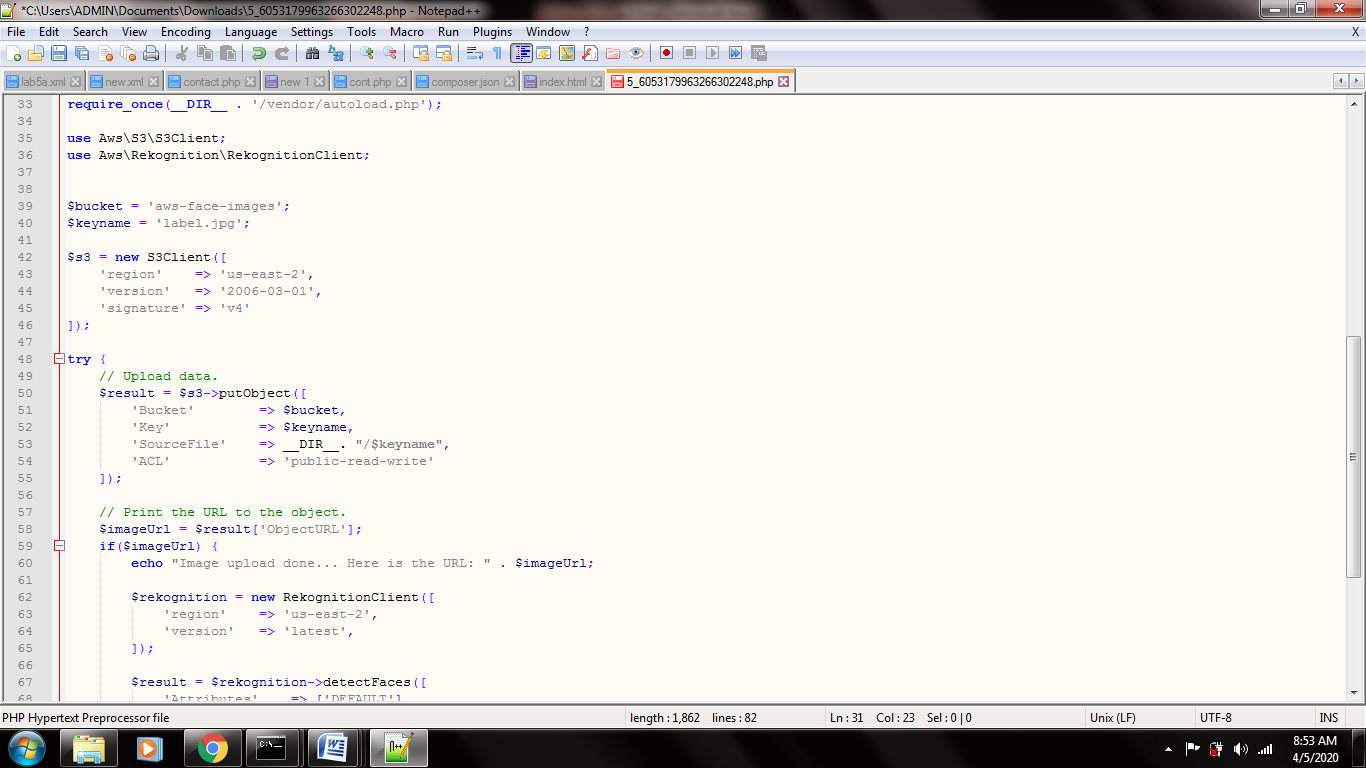 *C:\Users\ADMIN\Documents\Downloads\5_6053179963266302248.php - Notepad++
File Edit Search View Encoding Language Settings Tools Macro Run Plugins Window ? X
lab5a.xml new.xml contact.php new 1 cont.php composer.json index.html 5_6053179963266302248.php
33 require_once(__DIR__ . '/vendor/autoload.php');
34
35 use Aws\S3\S3Client;
36 use Aws\Rekognition\RekognitionClient;
37
38
39 $bucket = 'aws-face-images';
40 $keyname = 'label.jpg';
41
42 $s3 = new S3Client([
43     'region'    => 'us-east-2',
44     'version'   => '2006-03-01',
45     'signature' => 'v4'
46 ]);
47
48 try {
49     // Upload data.
50     $result = $s3->putObject([
51         'Bucket'        => $bucket,
52         'Key'           => $keyname,
53         'SourceFile'    => __DIR__. "/$keyname",
54         'ACL'           => 'public-read-write'
55     ]);
56
57     // Print the URL to the object.
58     $imageUrl = $result['ObjectURL'];
59     if($imageUrl) {
60         echo "Image upload done... Here is the URL: " . $imageUrl;
61
62         $rekognition = new RekognitionClient([
63             'region'    => 'us-east-2',
64             'version'   => 'latest',
65         ]);
66
67         $result = $rekognition->detectFaces([
68             'Attributes'    => ['DEFAULT']
PHP Hypertext Preprocessor file length : 1,862 lines : 82 Ln : 31 Col : 23 Sel : 0 | 0 Unix (LF) UTF-8 INS
8:53 AM
4/5/2020